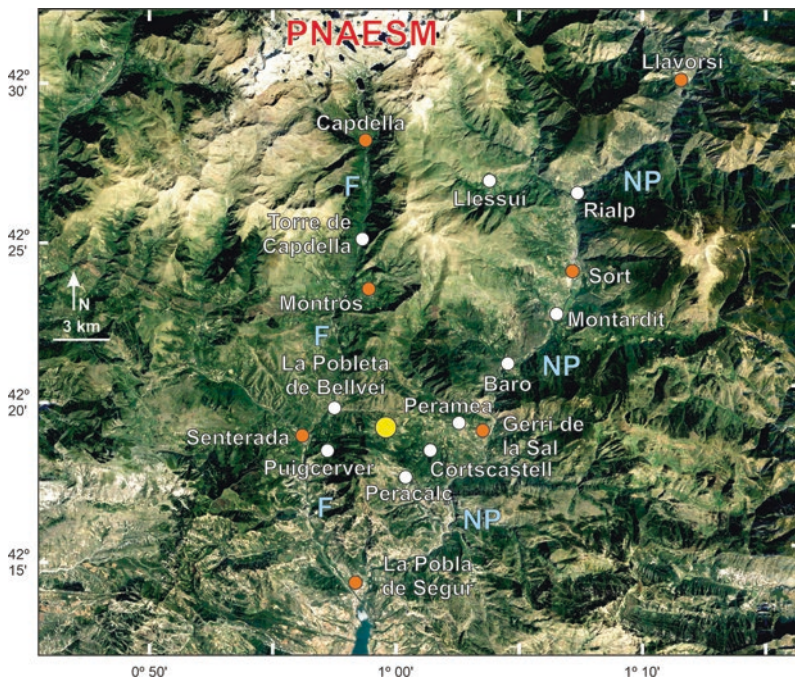 PNAESM
42º
30'
Llavorsi
Capdella
F
Llessui
NP
Rialp
Torre de
Capdella
42º
25'
Sort
N
3 km
Montros
Montardit
F
La Pobleta
de Bellvei
NP
Baro
42º
20'
Peramea
Senterada
Gerri de
la Sal
Puigcerver
Cortscastell
Peracalc
F
NP
42º
15'
La Pobla
de Segur
0º 50'
1º 00'
1º 10'